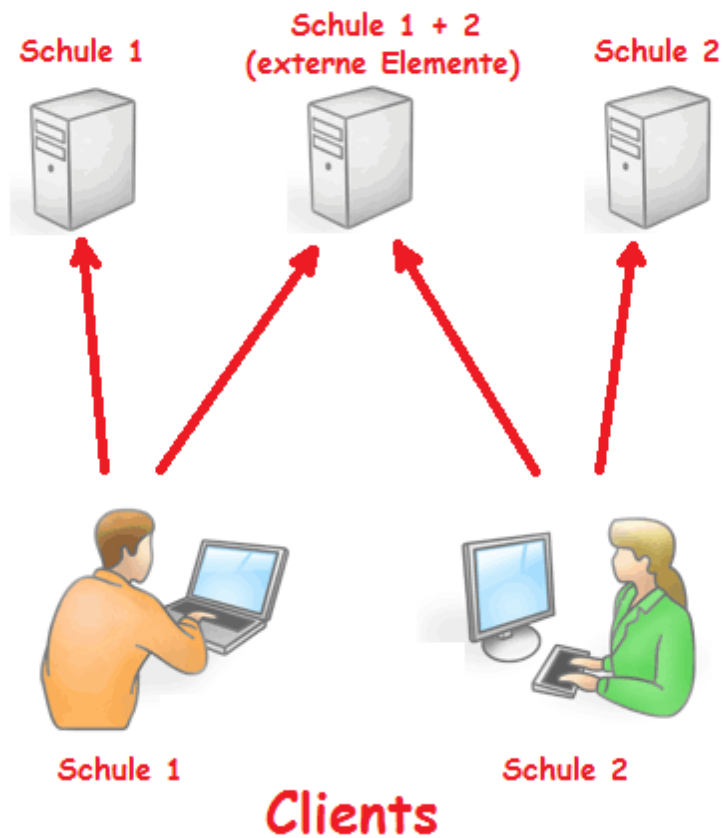 Schule 1
Schule 1 + 2
(externe Elemente)
Schule 2
Schule 1
Schule 2
Clients